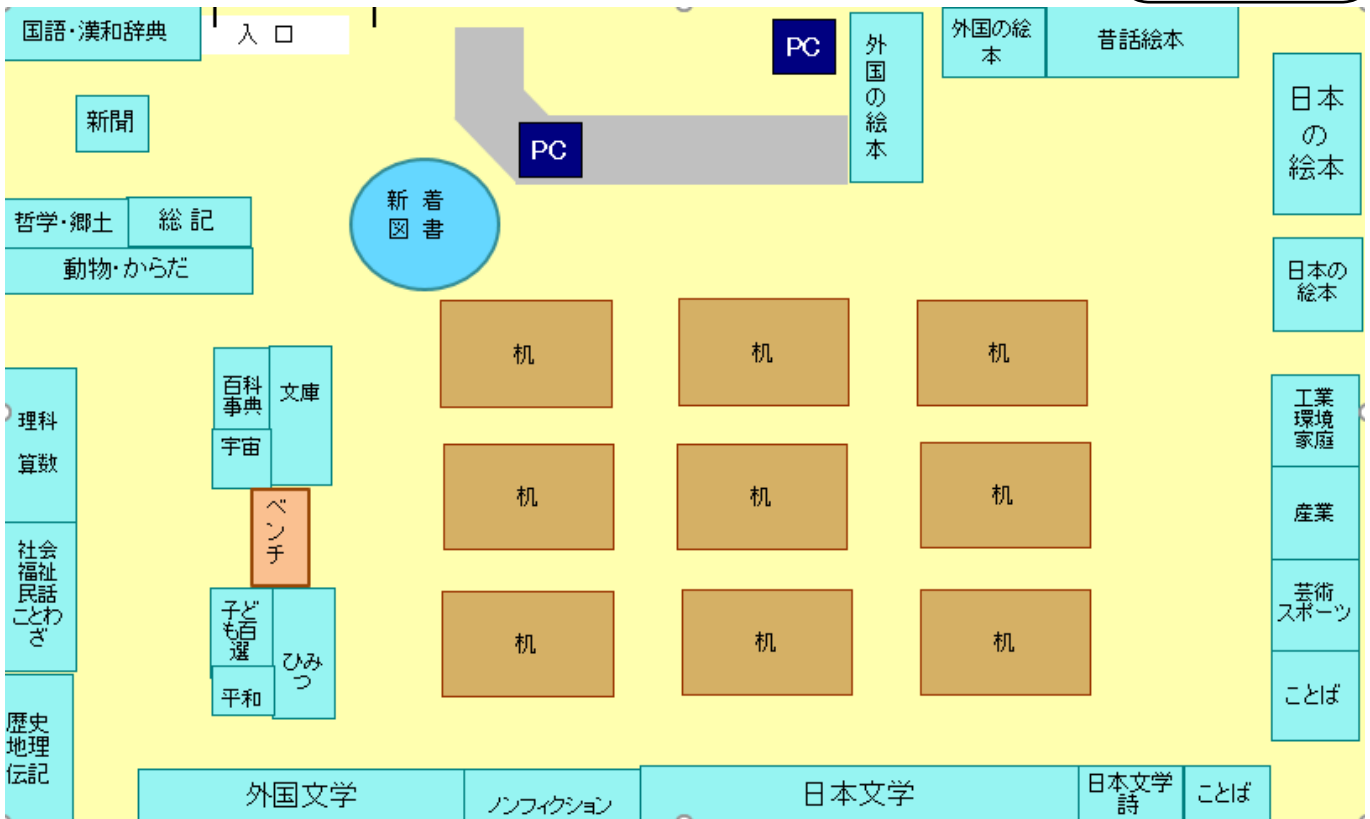 国語・漢和辞典
入 口
PC
外国の絵本
外国の絵
本
昔話絵本
日本
の
絵本
新聞
PC
新 着
図 書
哲学・郷土
総 記
動物・からだ
日本の
絵本
机
机
机
百科
事典
文庫
宇宙
理科
算数
工業
環境
家庭
ベンチ
机
机
机
産業
社会
福祉
民話
ことわ
ざ
子ど
も百
選
ひみ
つ
平和
机
机
机
芸術
スポーツ
ことば
歴史
地理
伝記
外国文学
ノンフィクション
日本文学
日本文学
詩
ことば